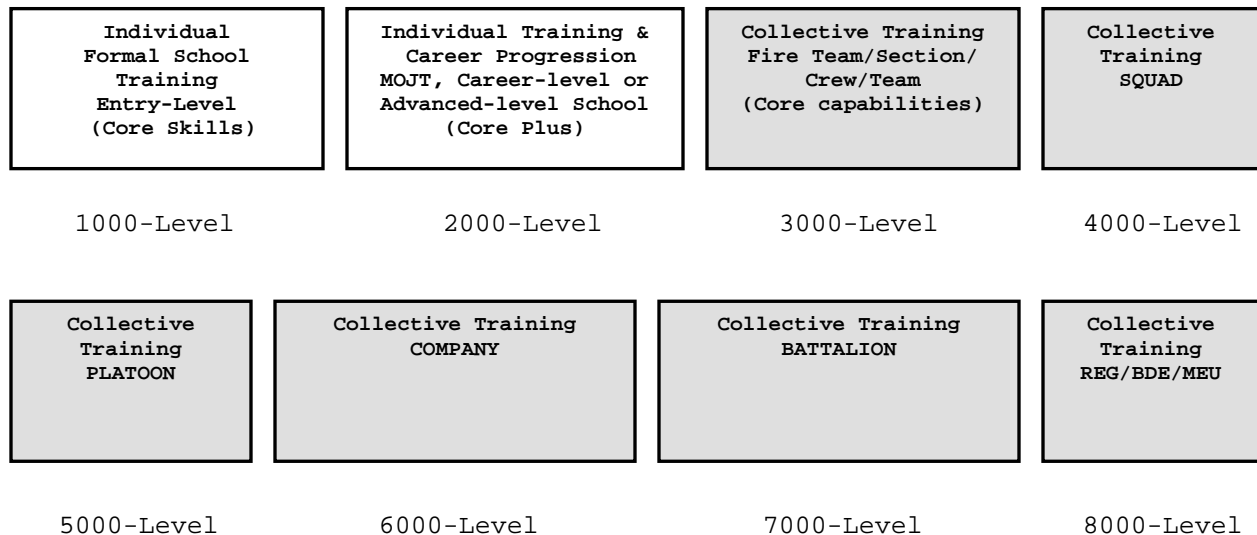 Individual
Formal School
Training
Entry-Level
(Core Skills)
Individual Training &
Career Progression
MOJT, Career-level or
Advanced-level School
(Core Plus)
Collective Training
Fire Team/Section/
Crew/Team
(Core capabilities)
Collective
Training
SQUAD
1000-Level
2000-Level
3000-Level
4000-Level
Collective
Training
PLATOON
Collective Training
COMPANY
Collective Training
BATTALION
Collective
Training
REG/BDE/MEU
5000-Level
6000-Level
7000-Level
8000-Level